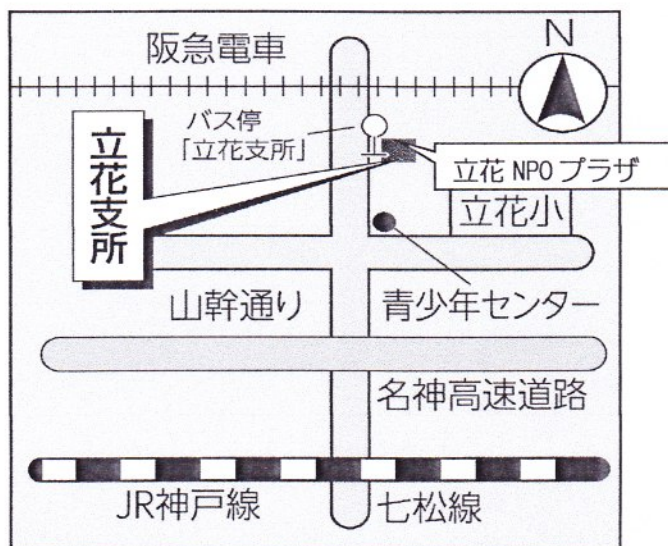 阪急電車
N
バス停
「立花支所」
立花支所
立花 NPO プラザ
立花小
山幹通り
青少年センター
名神高速道路
JR神戸線
七松線